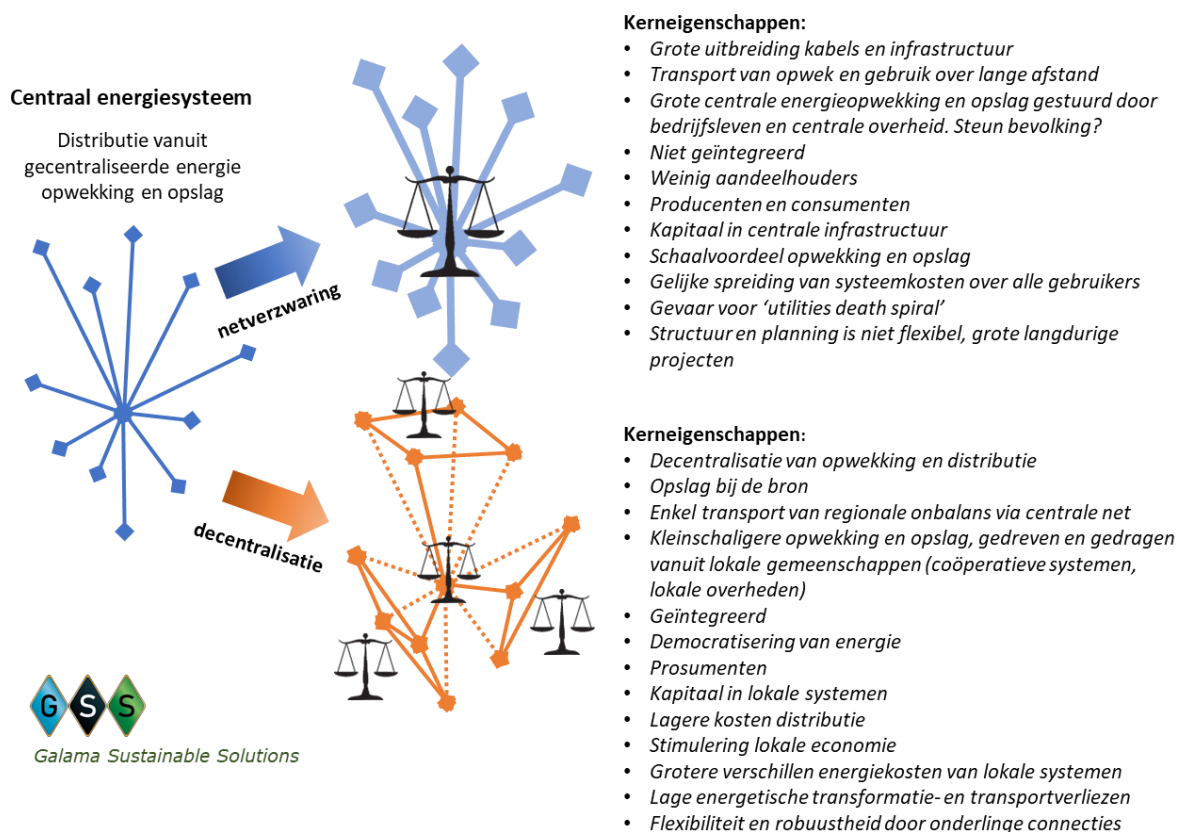 Centraal energiesysteem
Distributie vanuit
gecentraliseerde energie
opwekking en opslag
netverzwaring
decentralisatie
G S S
Galama Sustainable Solutions
Kerneigenschappen:
• Grote uitbreiding kabels en infrastructuur
• Transport van opwek en gebruik over lange afstand
• Grote centrale energieopwekking en opslag gestuurd door
bedrijfsleven en centrale overheid. Steun bevolking?
• Niet geïntegreerd
• Weinig aandeelhouders
• Producenten en consumenten
• Kapitaal in centrale infrastructuur
• Schaalvoordeel opwekking en opslag
• Gelijke spreiding van systeemkosten over alle gebruikers
• Gevaar voor ‘utilities death spiral’
• Structuur en planning is niet flexibel, grote langdurige
projecten
Kerneigenschappen:
• Decentralisatie van opwekking en distributie
• Opslag bij de bron
• Enkel transport van regionale onbalans via centrale net
• Kleinschaligere opwekking en opslag, gedreven en gedragen
vanuit lokale gemeenschappen (coöperatieve systemen,
lokale overheden)
• Geïntegreerd
• Democratisering van energie
• Prosumenten
• Kapitaal in lokale systemen
• Lagere kosten distributie
• Stimulering lokale economie
• Grotere verschillen energiekosten van lokale systemen
• Lage energetische transformatie- en transportverliezen
• Flexibiliteit en robuustheid door onderlinge connecties